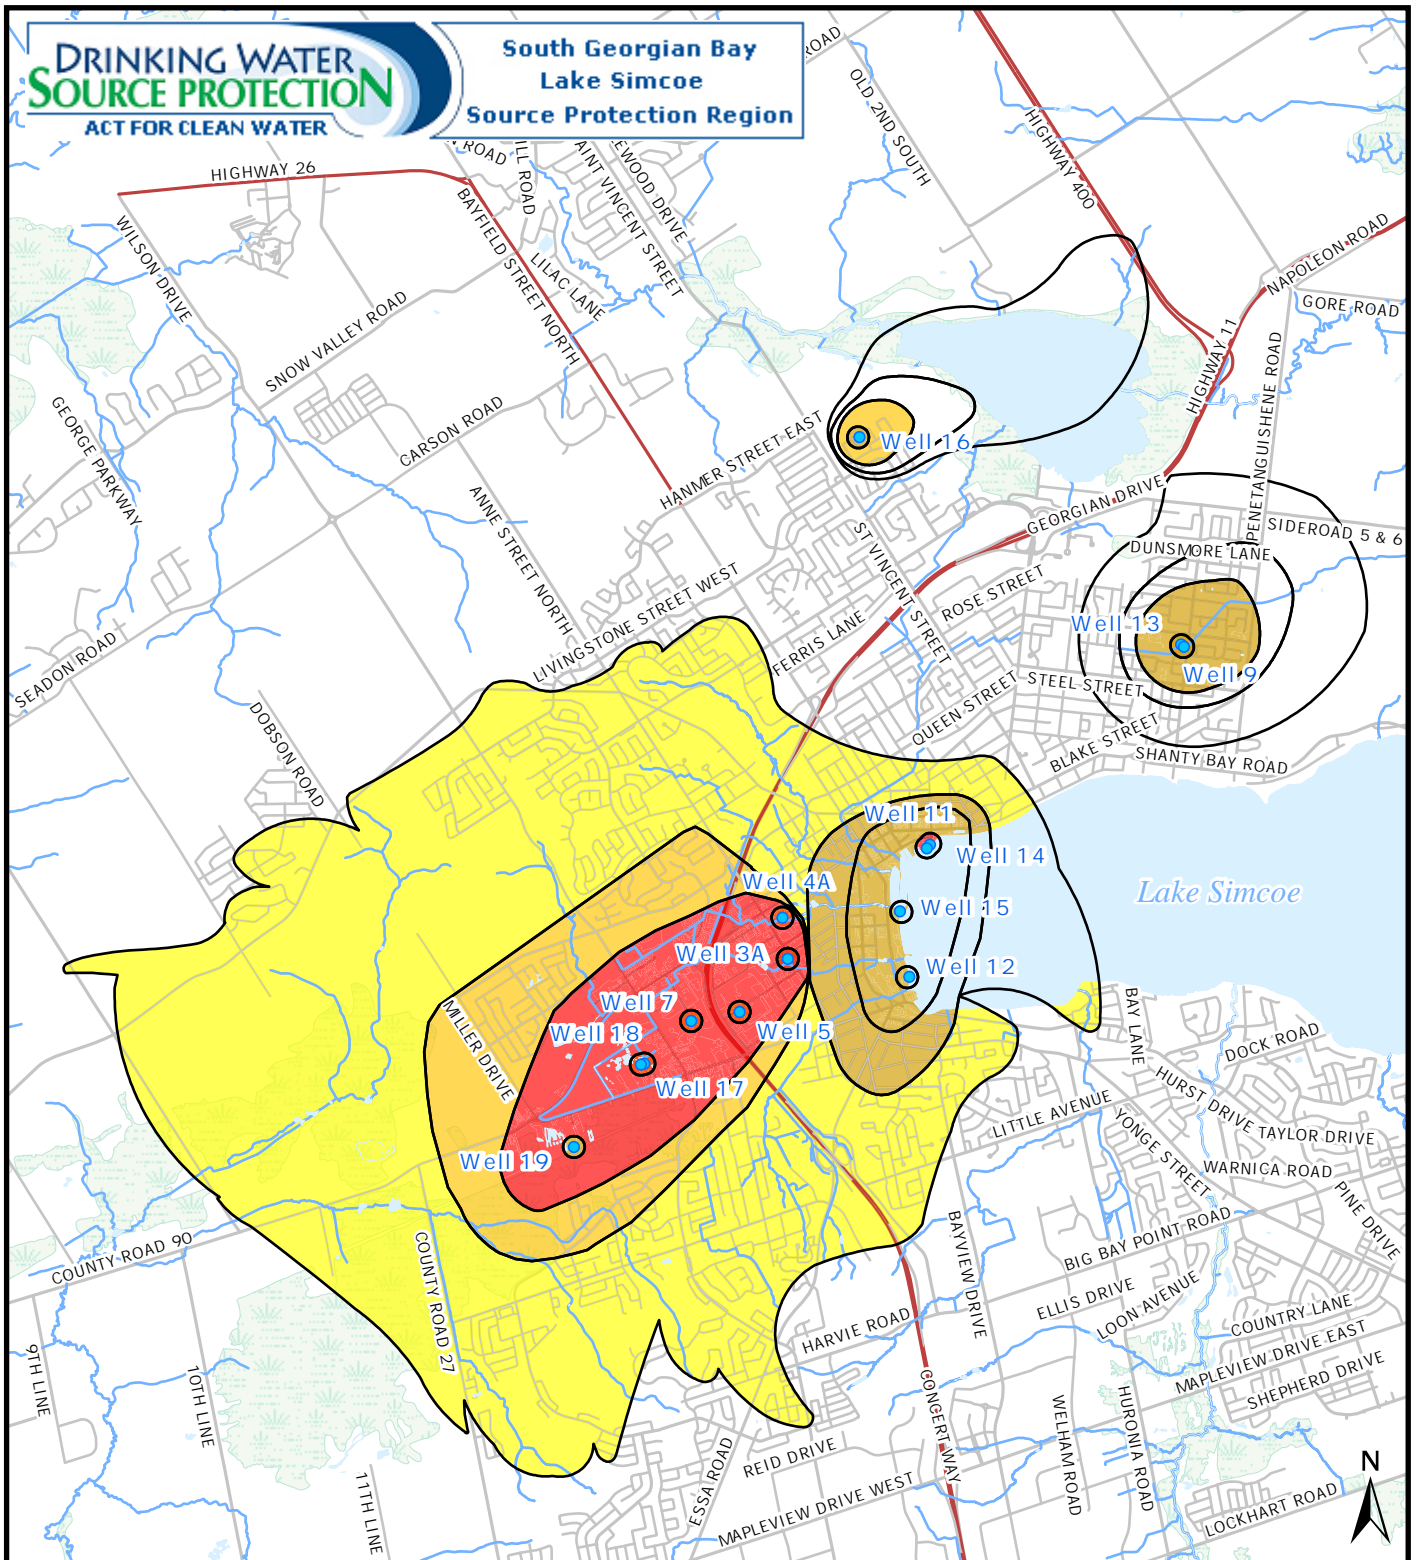 DRINKING WATER
SOURCE PROTECTION
ACT FOR CLEAN WATER
South Georgian Bay
Lake Simcoe
Source Protection Region
ROAD
OLD 2ND SOUTH
HIGHWAY 400
HIGHWAY 26
ROAD
ILL ROAD
AINT VINCENT STREET
EWOOD DRIVE
WILSON DRIVE
BAYFIELD STREET NORTH
LILAC LANE
NAPOLEON ROAD
GORE ROAD
SNOW VALLEY ROAD
HIGHWAY 11
PENETANGUISHENE ROAD
GEORGE PARKWAY
CARSON ROAD
HANMER STREET EAST
Well 16
ANNE STREET NORTH
GEORGIAN DRIVE
SIDEROAD 5 & 6
DUNSMORE LANE
ST VINCENT STREET
ROSE STREET
LIVINGSTONE STREET WEST
FERRIS LANE
Well 13
Well 9
SEADON ROAD
STEEL STREET
QUEEN STREET
BLAKE STREET
SHANTY BAY ROAD
DOBSON ROAD
Well 11
Well 14
Well 4A
Lake Simcoe
Well 15
Well 3A
Well 12
Well 7
Well 18
Well 5
MILLER DRIVE
Well 17
BAY LANE
DOCK ROAD
HURST DRIVE
TAYLOR DRIVE
LITTLE AVENUE
YONGE STREET
Well 19
WARNICA ROAD
PINE DRIVE
COUNTY ROAD 90
COUNTY ROAD 27
BAYVIEW DRIVE
BIG BAY POINT ROAD
ELLIS DRIVE
LOON AVENUE
HARVIE ROAD
COUNTRY LANE
MAPLEVIEW DRIVE EAST
SHEPHERD DRIVE
9TH LINE
10TH LINE
CONCERT WAY
WELHAM ROAD
HURONIA ROAD
REID DRIVE
ESSA ROAD
11TH LINE
MAPLEVIEW DRIVE WEST
LOCKHART ROAD
N